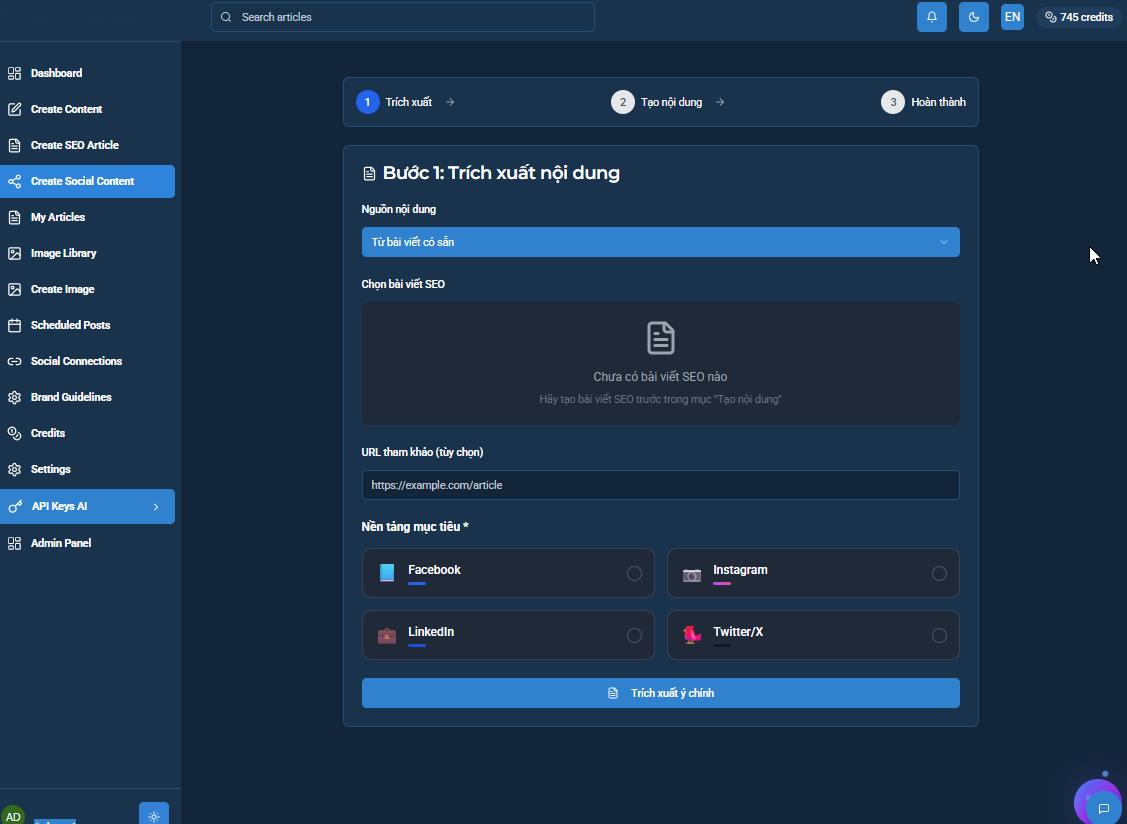 Search articles
EN
745 credits
Dashboard
Create Content
Create SEO Article
Create Social Content
My Articles
Image Library
Create Image
Scheduled Posts
Social Connections
Brand Guidelines
Credits
Settings
API Keys AI
Admin Panel
AD
1 Trích xuất
2 Tạo nội dung
3 Hoàn thành
Bước 1: Trích xuất nội dung
Nguồn nội dung
Từ bài viết có sẵn
Chọn bài viết SEO
Chưa có bài viết SEO nào
Hãy tạo bài viết SEO trước trong mục "Tạo nội dung"
URL tham khảo (tùy chọn)
https://example.com/article
Nền tảng mục tiêu *
Facebook
Instagram
LinkedIn
Twitter/X
Trích xuất ý chính